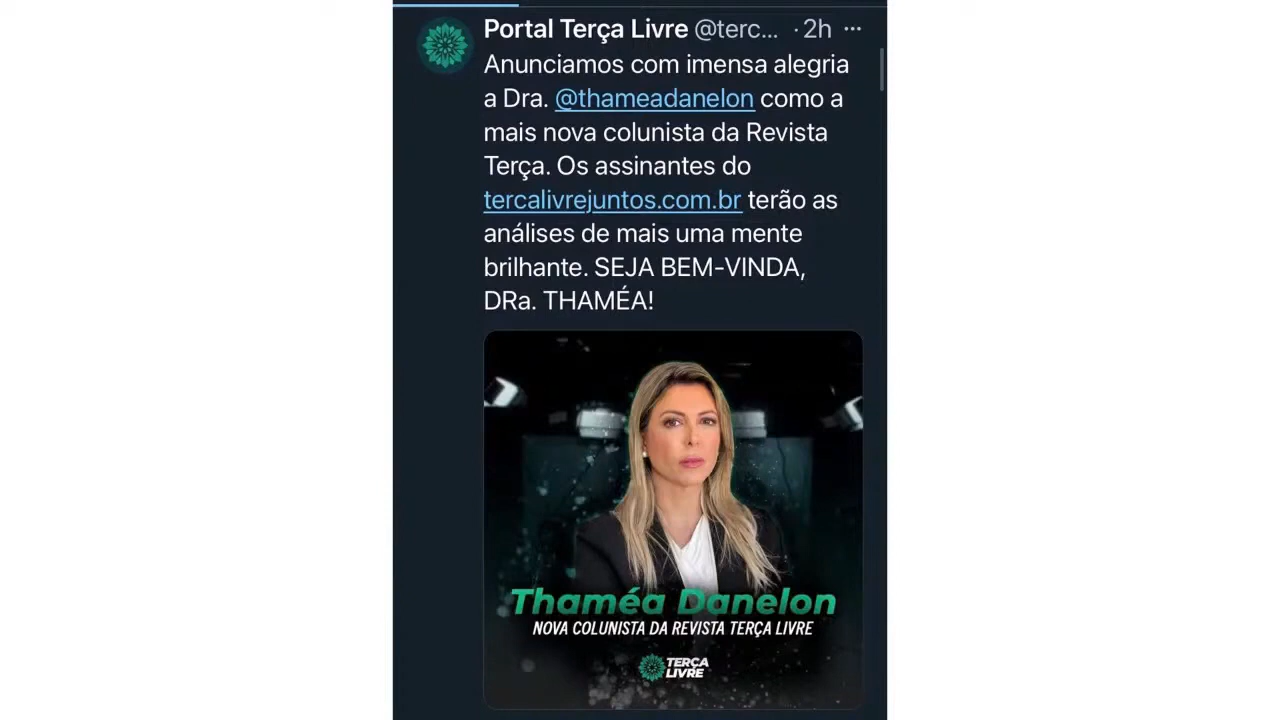 Portal Terça Livre @terc... · 2h ···
Anunciamos com imensa alegria
a Dra. @thameadanelon como a
mais nova colunista da Revista
Terça. Os assinantes do
tercalivrejuntos.com.br terão as
análises de mais uma mente
brilhante. SEJA BEM-VINDA,
DRa. THAMÉA!
Thaméa Danelon
NOVA COLUNISTA DA REVISTA TERÇA LIVRE
TERÇA
LIVRE